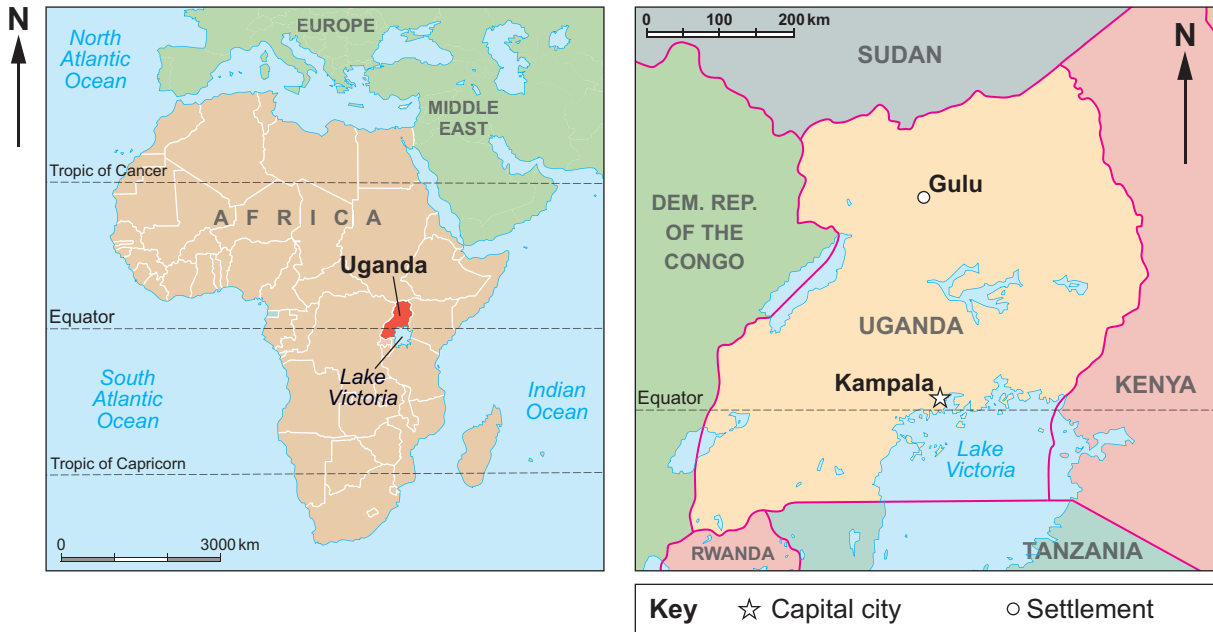 N
North
Atlantic
Ocean
EUROPE
MIDDLE
EAST
Tropic of Cancer
AFRICA
Uganda
Equator
Lake
Victoria
South
Atlantic
Ocean
Indian
Ocean
Tropic of Capricorn
0 3000 km
0 100 200 km
N
SUDAN
Gulu
DEM. REP.
OF THE
CONGO
UGANDA
Kampala
KENYA
Equator
Lake
Victoria
RWANDA
TANZANIA
Key Capital city Settlement